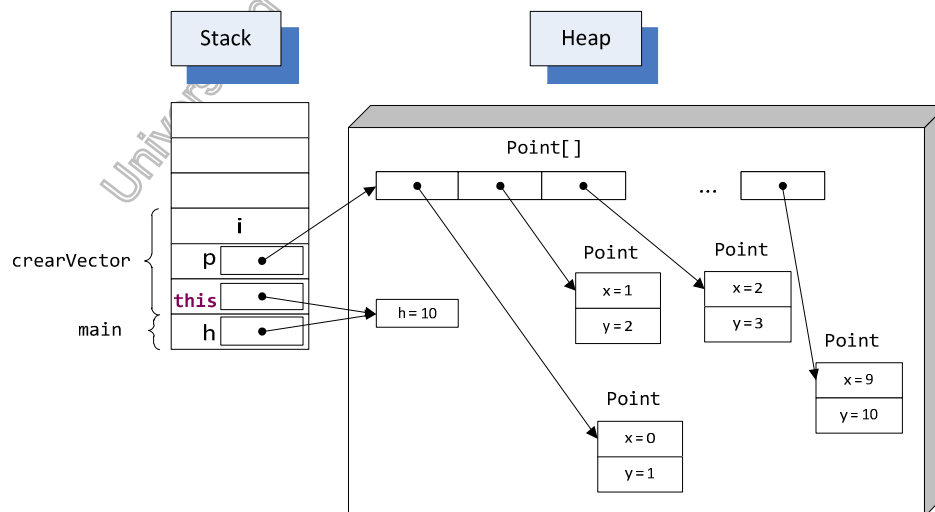 Stack
Heap
Point[]
...
i
crearVector
p
this
main
h
h = 10
Point
x = 1
y = 2
Point
x = 2
y = 3
Point
x = 9
y = 10
Point
x = 0
y = 1